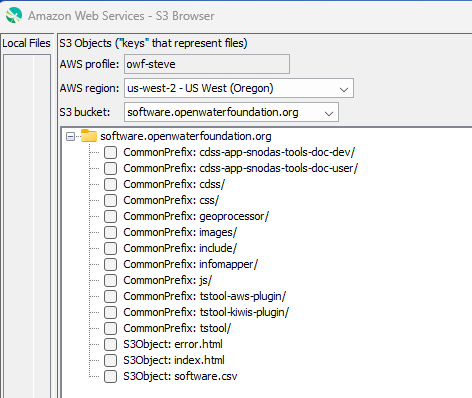 Amazon Web Services - S3 Browser
Local Files
S3 Objects ("keys" that represent files)
AWS profile: owf-steve
AWS region: us-west-2 - US West (Oregon)
S3 bucket: software.openwaterfoundation.org
software.openwaterfoundation.org
CommonPrefix: cdss-app-snodas-tools-doc-dev/
CommonPrefix: cdss-app-snodas-tools-doc-user/
CommonPrefix: cdss/
CommonPrefix: css/
CommonPrefix: geoprocessor/
CommonPrefix: images/
CommonPrefix: include/
CommonPrefix: infomapper/
CommonPrefix: js/
CommonPrefix: tstool-aws-plugin/
CommonPrefix: tstool-kiwis-plugin/
CommonPrefix: tstool/
S3Object: error.html
S3Object: index.html
S3Object: software.csv